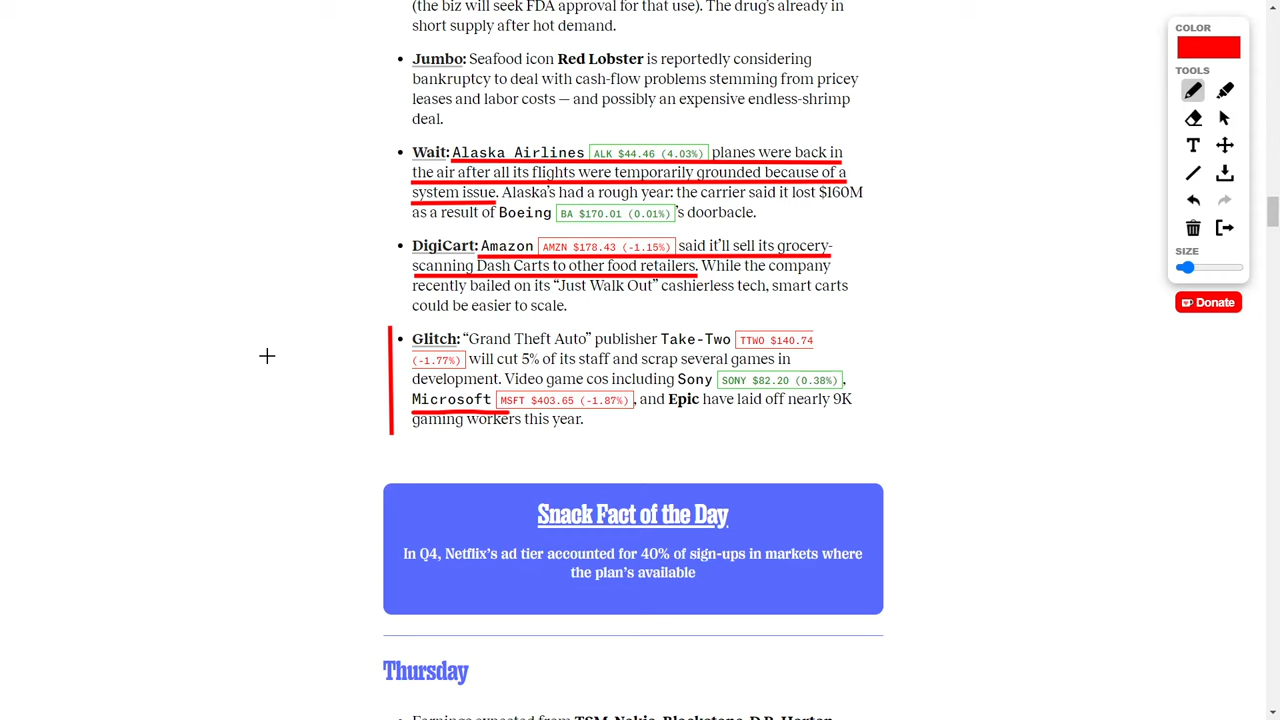 (the biz will seek FDA approval for that use). The drug's already in
short supply after hot demand.
Jumbo: Seafood icon Red Lobster is reportedly considering
bankruptcy to deal with cash-flow problems stemming from pricey
leases and labor costs — and possibly an expensive endless-shrimp
deal.
Wait: Alaska Airlines ALK $44.46 (4.03%) planes were back in
the air after all its flights were temporarily grounded because of a
system issue. Alaska's had a rough year: the carrier said it lost $160M
as a result of Boeing BA $170.01 (0.01%) 's doorbacle.
DigiCart: Amazon AMZN $178.43 (-1.15%) said it'll sell its grocery-
scanning Dash Carts to other food retailers. While the company
recently bailed on its "Just Walk Out" cashierless tech, smart carts
could be easier to scale.
Glitch: "Grand Theft Auto" publisher Take-Two TTWO $140.74
(-1.77%) will cut 5% of its staff and scrap several games in
development. Video game cos including Sony SONY $82.20 (0.38%) ,
Microsoft MSFT $403.65 (-1.87%) , and Epic have laid off nearly 9K
gaming workers this year.
Snack Fact of the Day
In Q4, Netflix's ad tier accounted for 40% of sign-ups in markets where
the plan's available
Thursday
Earnings expected from TSM, Nokia, Blackstone, D.R. Horton,
COLOR
TOOLS
T
SIZE
Donate